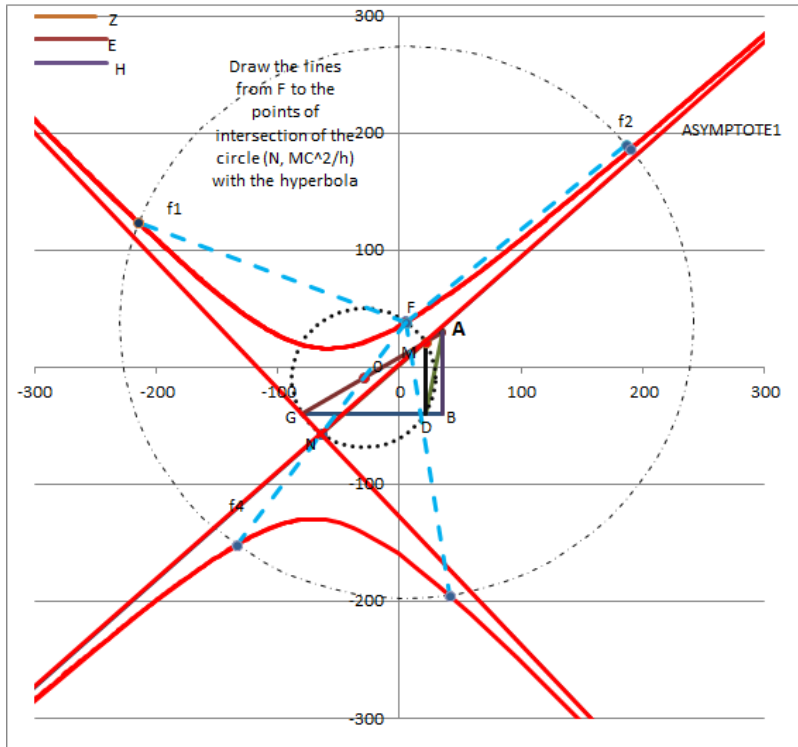 300
Z
E
H
Draw the lines
from F to the
points of
intersection of the
circle (N, MC^2/h)
with the hyperbola
f2
200
ASYMPTOTE1
f1
100
F
A
M
0
-300
-200
-100
0
100
200
300
G
D
B
N
-100
f4
-200
-300